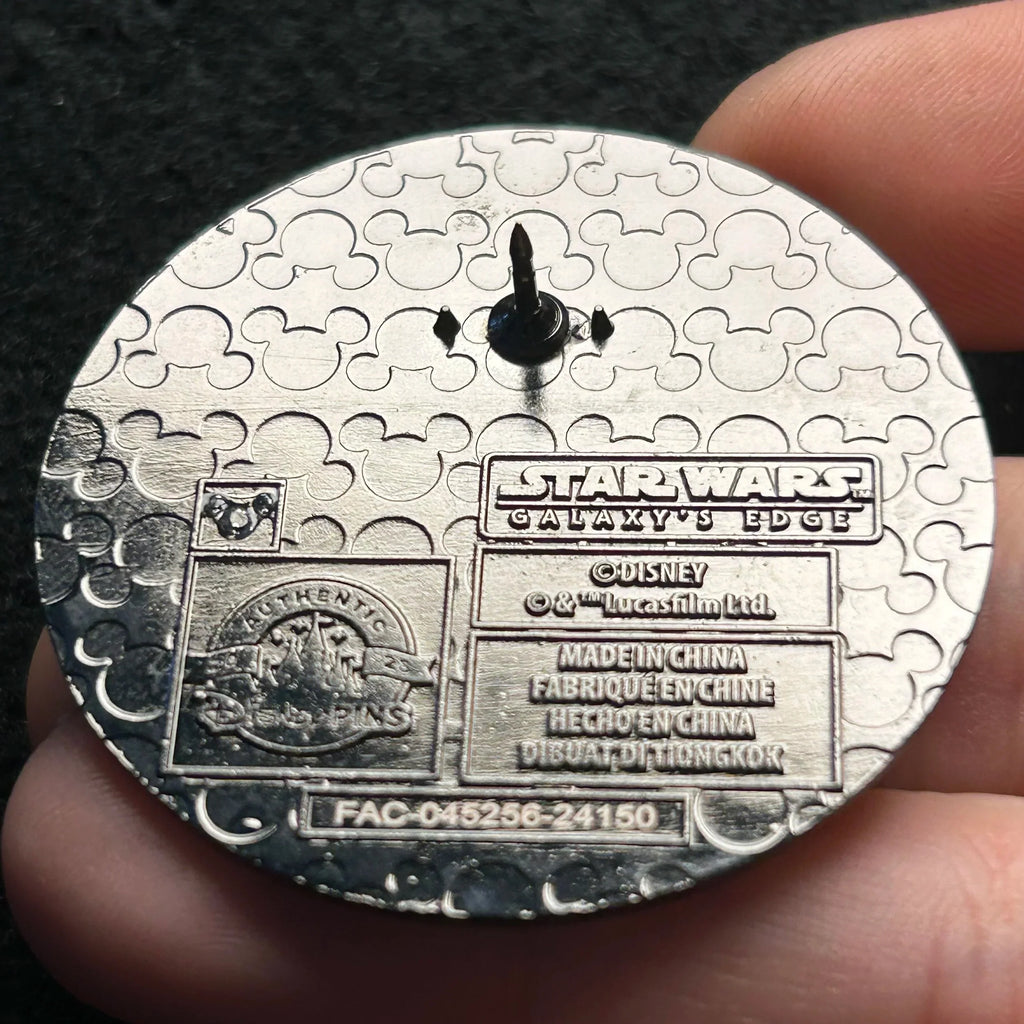 STAR WARS™
GALAXY'S EDGE
©DISNEY
© & ™Lucasfilm Ltd.
AUTHENTIC
Disney PINS
MADE IN CHINA
FABRIQUÉ EN CHINE
HECHO EN CHINA
DIBUAT DI TIONGKOK
FAC-045256-24150